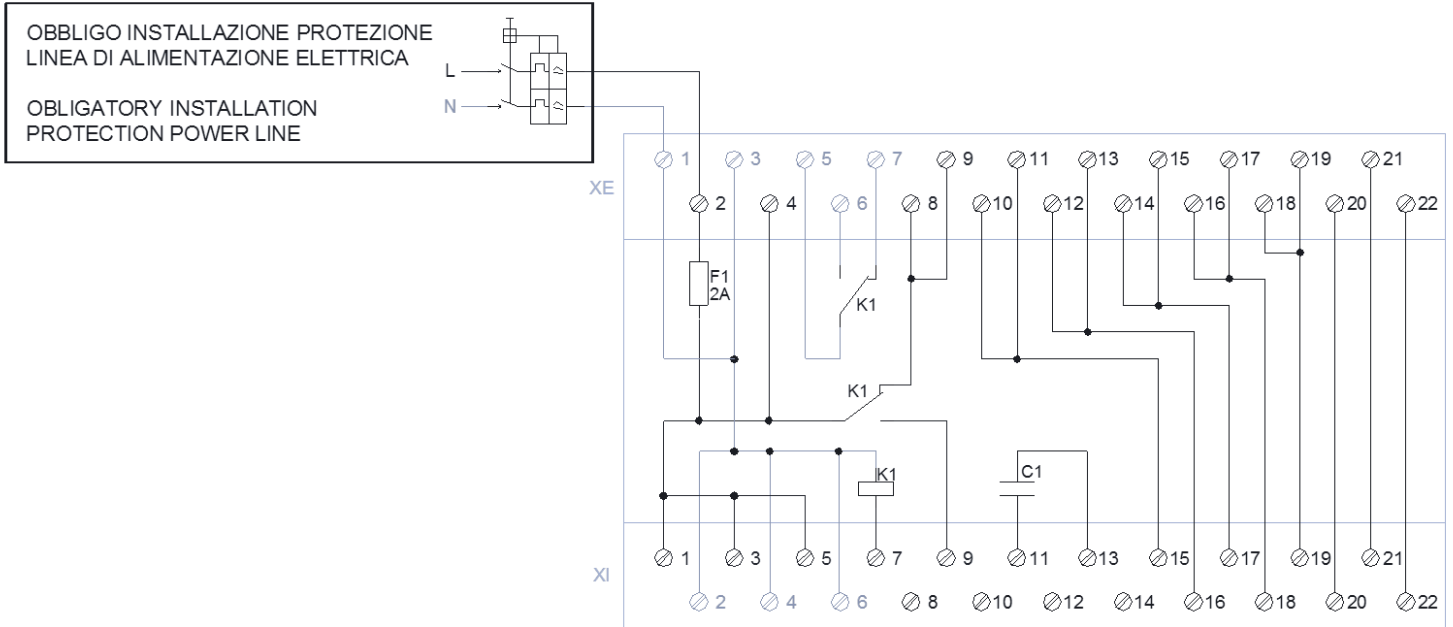 OBBLIGO INSTALLAZIONE PROTEZIONE
LINEA DI ALIMENTAZIONE ELETTRICA
OBLIGATORY INSTALLATION
PROTECTION POWER LINE
L
N
1 3 5 7 9 11 13 15 17 19 21
XE
2 4 6 8 10 12 14 16 18 20 22
F1
2A
K1
K1
K1
C1
1 3 5 7 9 11 13 15 17 19 21
XI
2 4 6 8 10 12 14 16 18 20 22